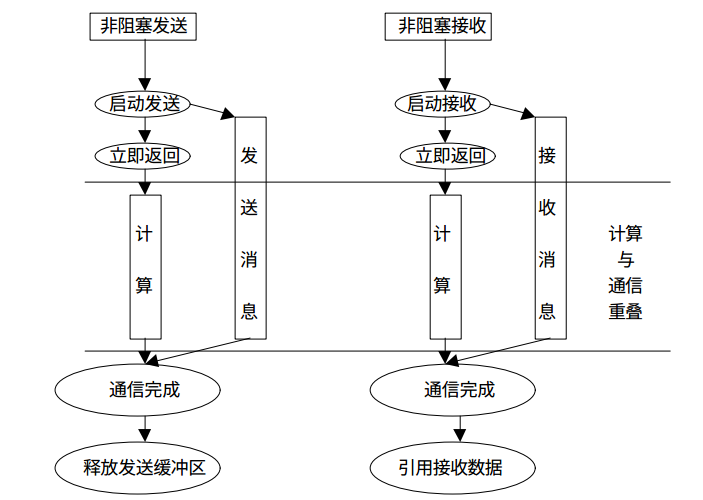 非阻塞发送
非阻塞接收
启动发送
启动接收
立即返回
立即返回
发送消息
接收消息
计算
计算
计算
与
通信
重叠
通信完成
通信完成
释放发送缓冲区
引用接收数据